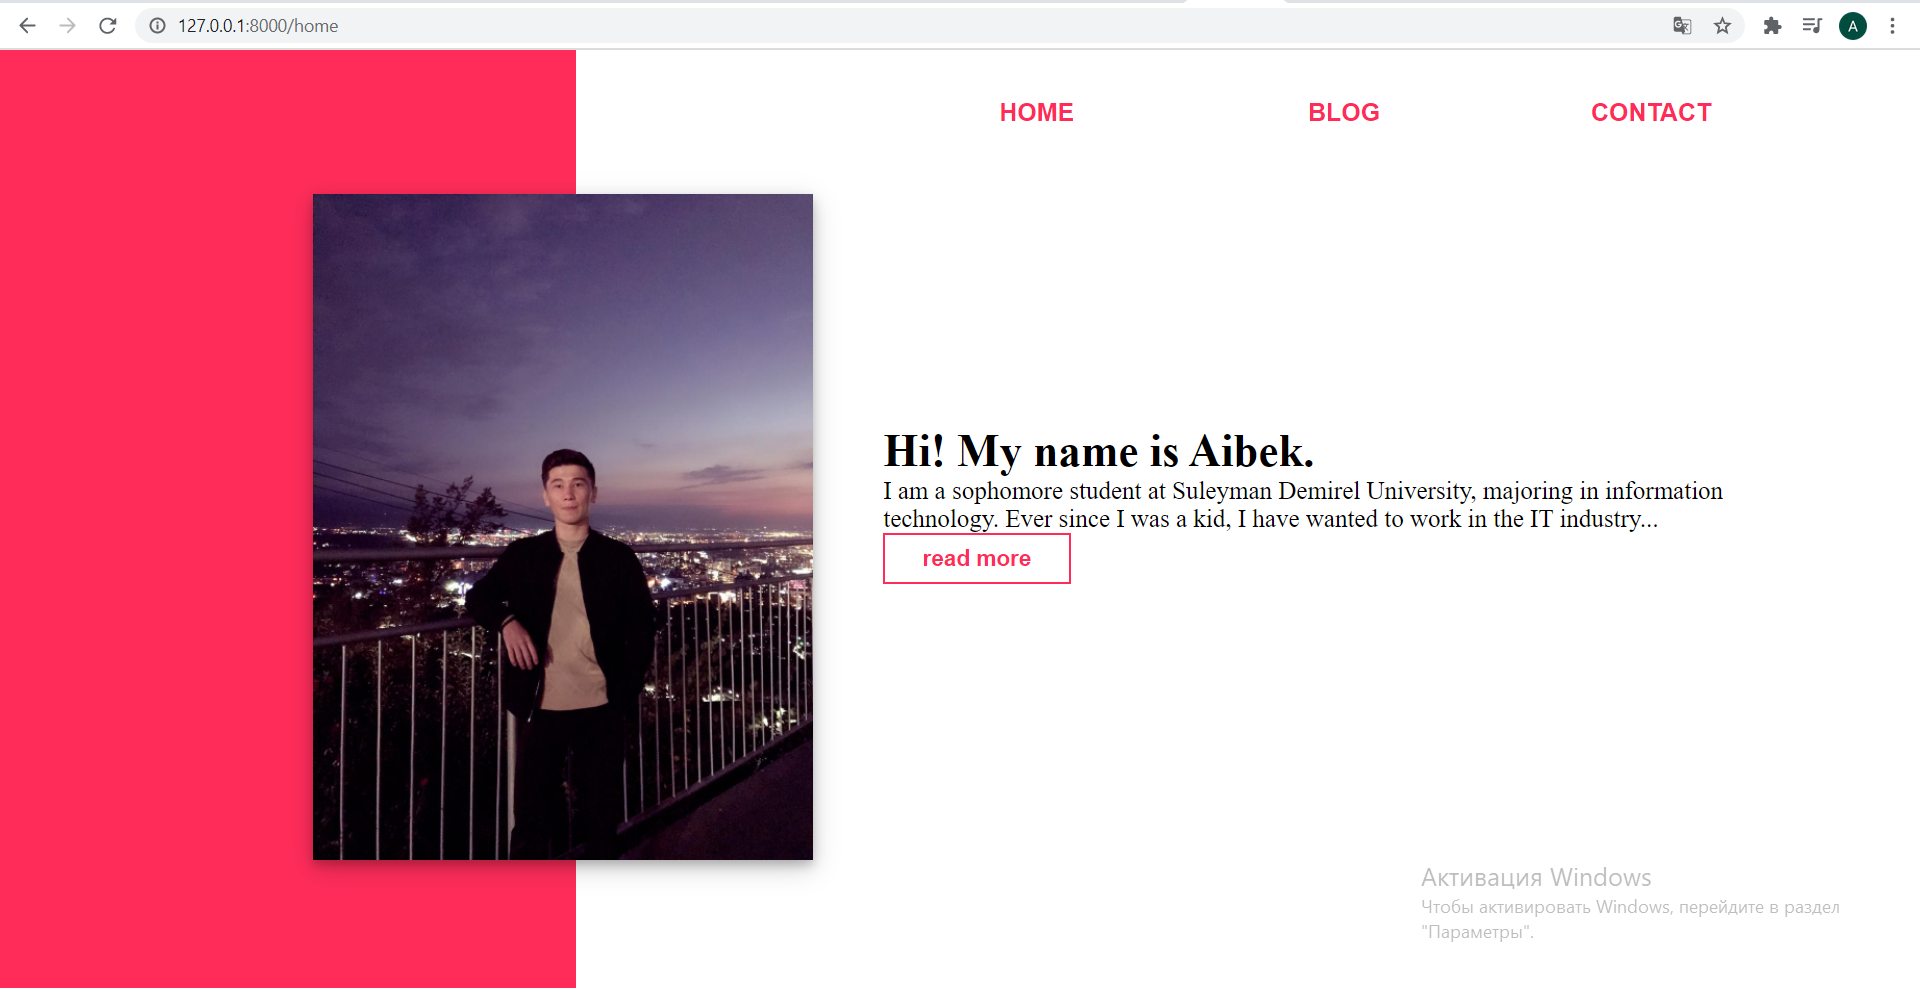 127.0.0.1:8000/home
A
HOME BLOG CONTACT
Hi! My name is Aibek.
I am a sophomore student at Suleyman Demirel University, majoring in information
technology. Ever since I was a kid, I have wanted to work in the IT industry...
read more
Активация Windows
Чтобы активировать Windows, перейдите в раздел
"Параметры".